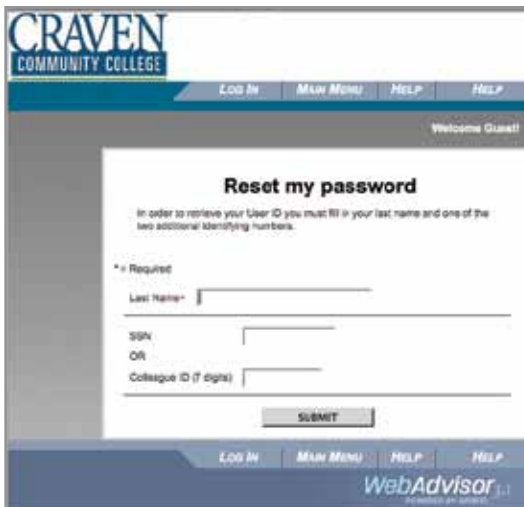 CRAVEN
COMMUNITY COLLEGE
LOG IN MAIN MENU HELP HELP
Welcome Guest!
Reset my password
In order to retrieve your User ID you must fill in your last name and one of the
two additional identifying numbers.
* = Required
Last Name*
SSN
OR
Colleague ID (7 digits)
SUBMIT
LOG IN MAIN MENU HELP HELP
WebAdvisor
POWERED BY